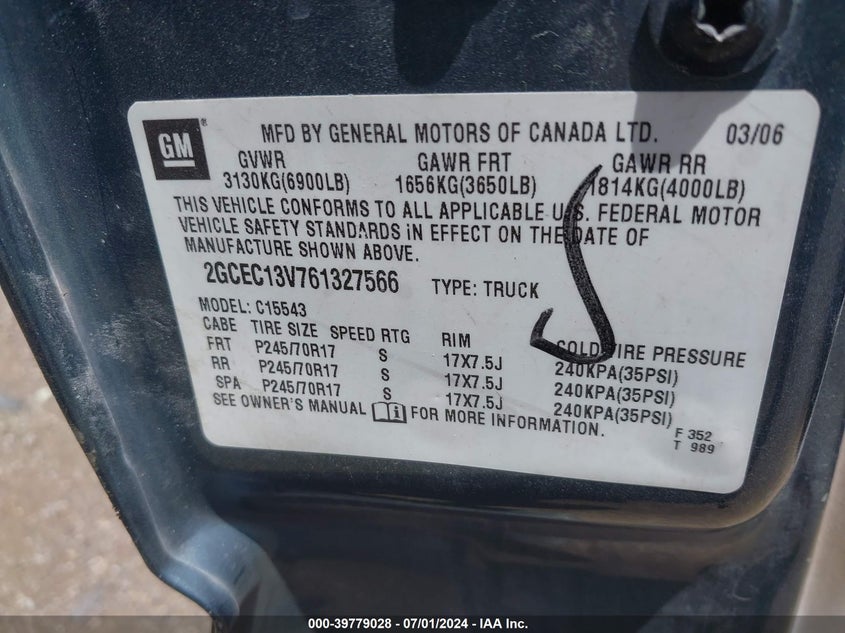 GM® MFD BY GENERAL MOTORS OF CANADA LTD. 03/06
GVWR GAWR FRT GAWR RR
3130KG(6900LB) 1656KG(3650LB) 1814KG(4000LB)
THIS VEHICLE CONFORMS TO ALL APPLICABLE U.S. FEDERAL MOTOR
VEHICLE SAFETY STANDARDS IN EFFECT ON THE DATE OF
MANUFACTURE SHOWN ABOVE.
2GCEC13V761327566 TYPE: TRUCK
MODEL: C15543
CABE TIRE SIZE SPEED RTG RIM COLD TIRE PRESSURE
FRT P245/70R17 S 17X7.5J 240KPA(35PSI)
RR P245/70R17 S 17X7.5J 240KPA(35PSI)
SPA P245/70R17 S 17X7.5J 240KPA(35PSI)
SEE OWNER'S MANUAL i FOR MORE INFORMATION.
F 352
T 989
000-39779028 - 07/01/2024 - IAA Inc.